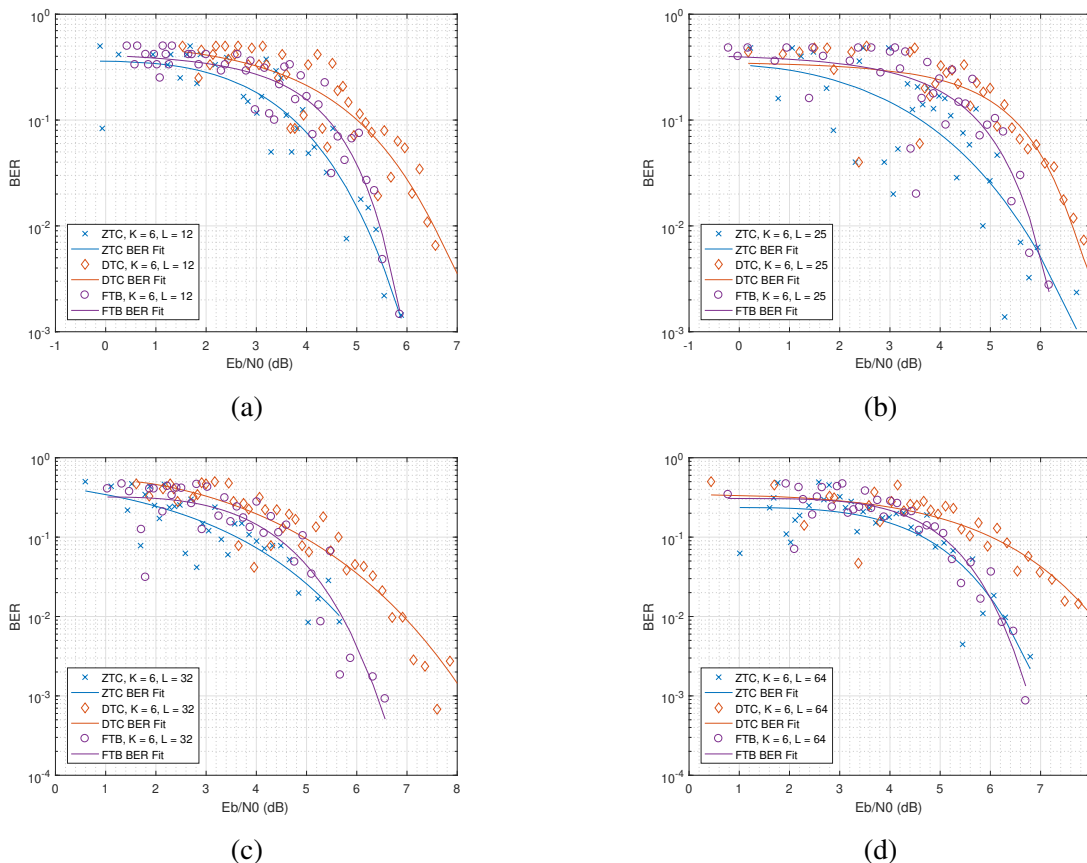 10^0
10^-1
10^-2
10^-3
BER
-1 0 1 2 3 4 5 6 7
Eb/N0 (dB)
ZTC, K = 6, L = 12
ZTC BER Fit
DTC, K = 6, L = 12
DTC BER Fit
FTB, K = 6, L = 12
FTB BER Fit
(a)
10^0
10^-1
10^-2
10^-3
BER
-1 0 1 2 3 4 5 6
Eb/N0 (dB)
ZTC, K = 6, L = 25
ZTC BER Fit
DTC, K = 6, L = 25
DTC BER Fit
FTB, K = 6, L = 25
FTB BER Fit
(b)
10^0
10^-1
10^-2
10^-3
10^-4
BER
0 1 2 3 4 5 6 7 8
Eb/N0 (dB)
ZTC, K = 6, L = 32
ZTC BER Fit
DTC, K = 6, L = 32
DTC BER Fit
FTB, K = 6, L = 32
FTB BER Fit
(c)
10^0
10^-1
10^-2
10^-3
10^-4
BER
0 1 2 3 4 5 6 7
Eb/N0 (dB)
ZTC, K = 6, L = 64
ZTC BER Fit
DTC, K = 6, L = 64
DTC BER Fit
FTB, K = 6, L = 64
FTB BER Fit
(d)